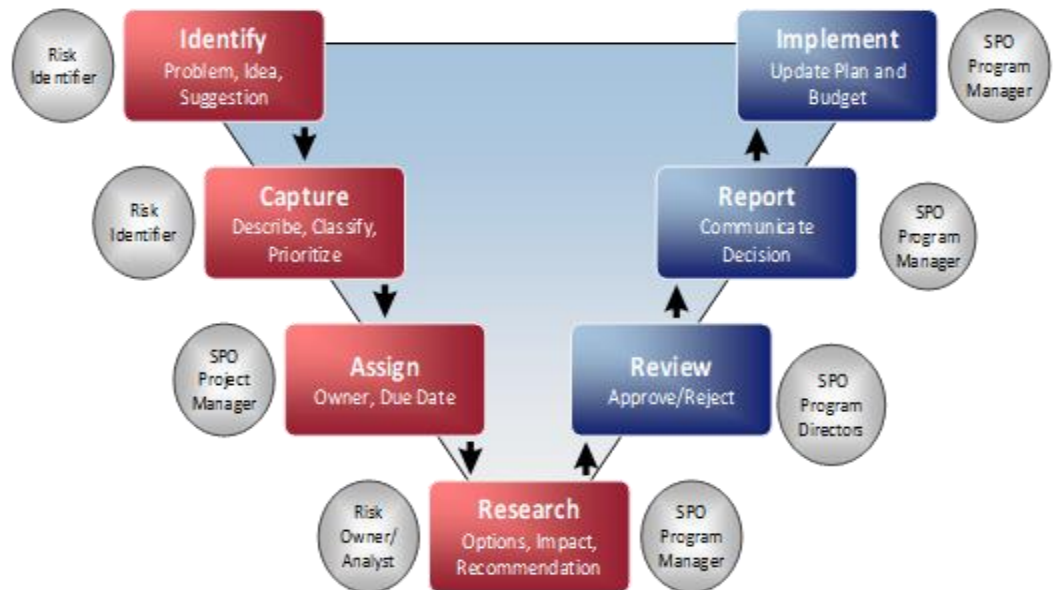 Risk
Identifier
Identify
Problem, Idea,
Suggestion
Implement
Update Plan and
Budget
SPO
Program
Manager
Risk
Identifier
Capture
Describe, Classify,
Prioritize
Report
Communicate
Decision
SPO
Program
Manager
SPO
Project
Manager
Assign
Owner, Due Date
Review
Approve/Reject
SPO
Program
Directors
Risk
Owner/
Analyst
Research
Options, Impact,
Recommendation
SPO
Program
Manager